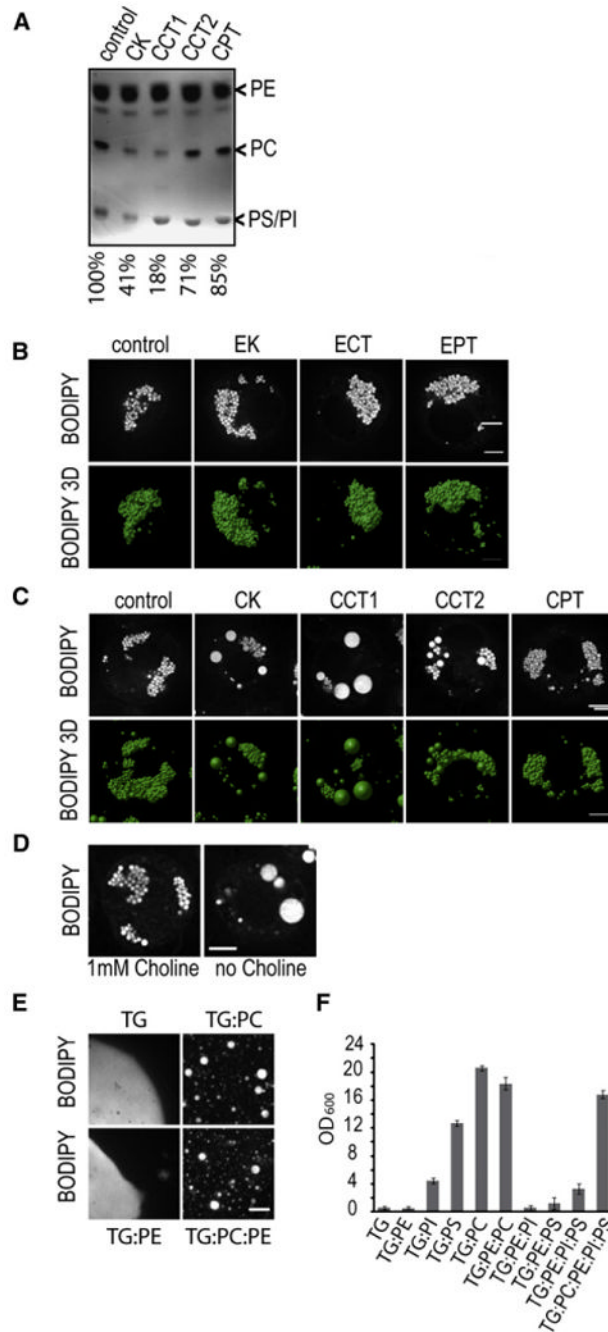 A
control CK CCT1 CCT2 CPT
PE
PC
PS/PI
100% 41% 18% 71% 85%
B
control EK ECT EPT
BODIPY
BODIPY 3D
C
control CK CCT1 CCT2 CPT
BODIPY
BODIPY 3D
D
BODIPY
1mM Choline no Choline
E
TG TG:PC
BODIPY
BODIPY
TG:PE TG:PC:PE
F
OD600
24
20
16
12
8
4
0
TG
TG:PE
TG:PI
TG:PS
TG:PC
TG:PE:PC
TG:PE:PI
TG:PE:PS
TG:PE:PI:PS
TG:PC:PE:PI:PS